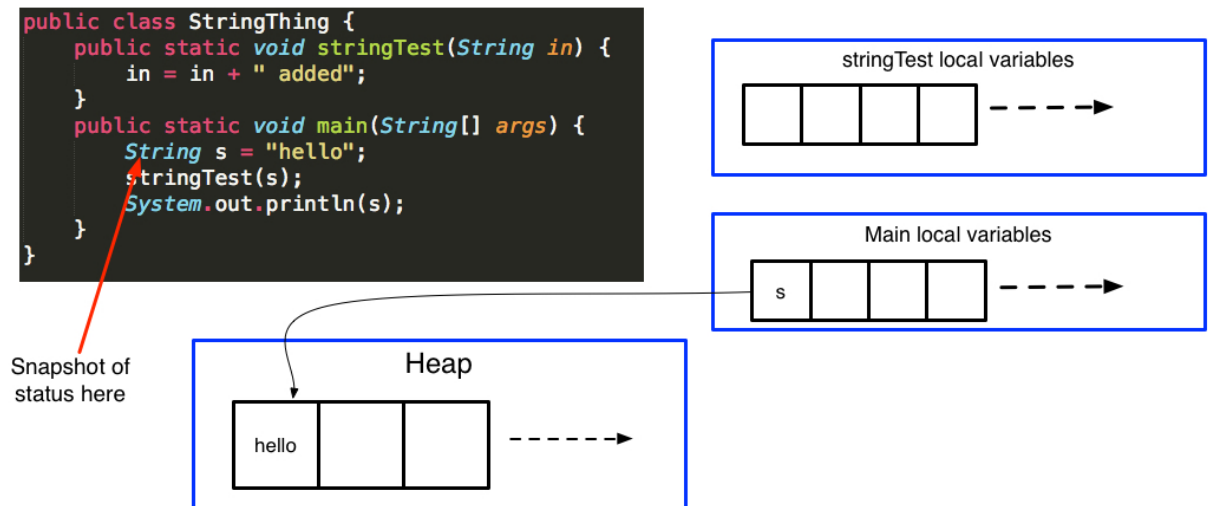 public class StringThing {
    public static void stringTest(String in) {
        in = in + " added";
    }
    public static void main(String[] args) {
        String s = "hello";
        stringTest(s);
        System.out.println(s);
    }
}
stringTest local variables
Main local variables
s
Snapshot of
status here
Heap
hello